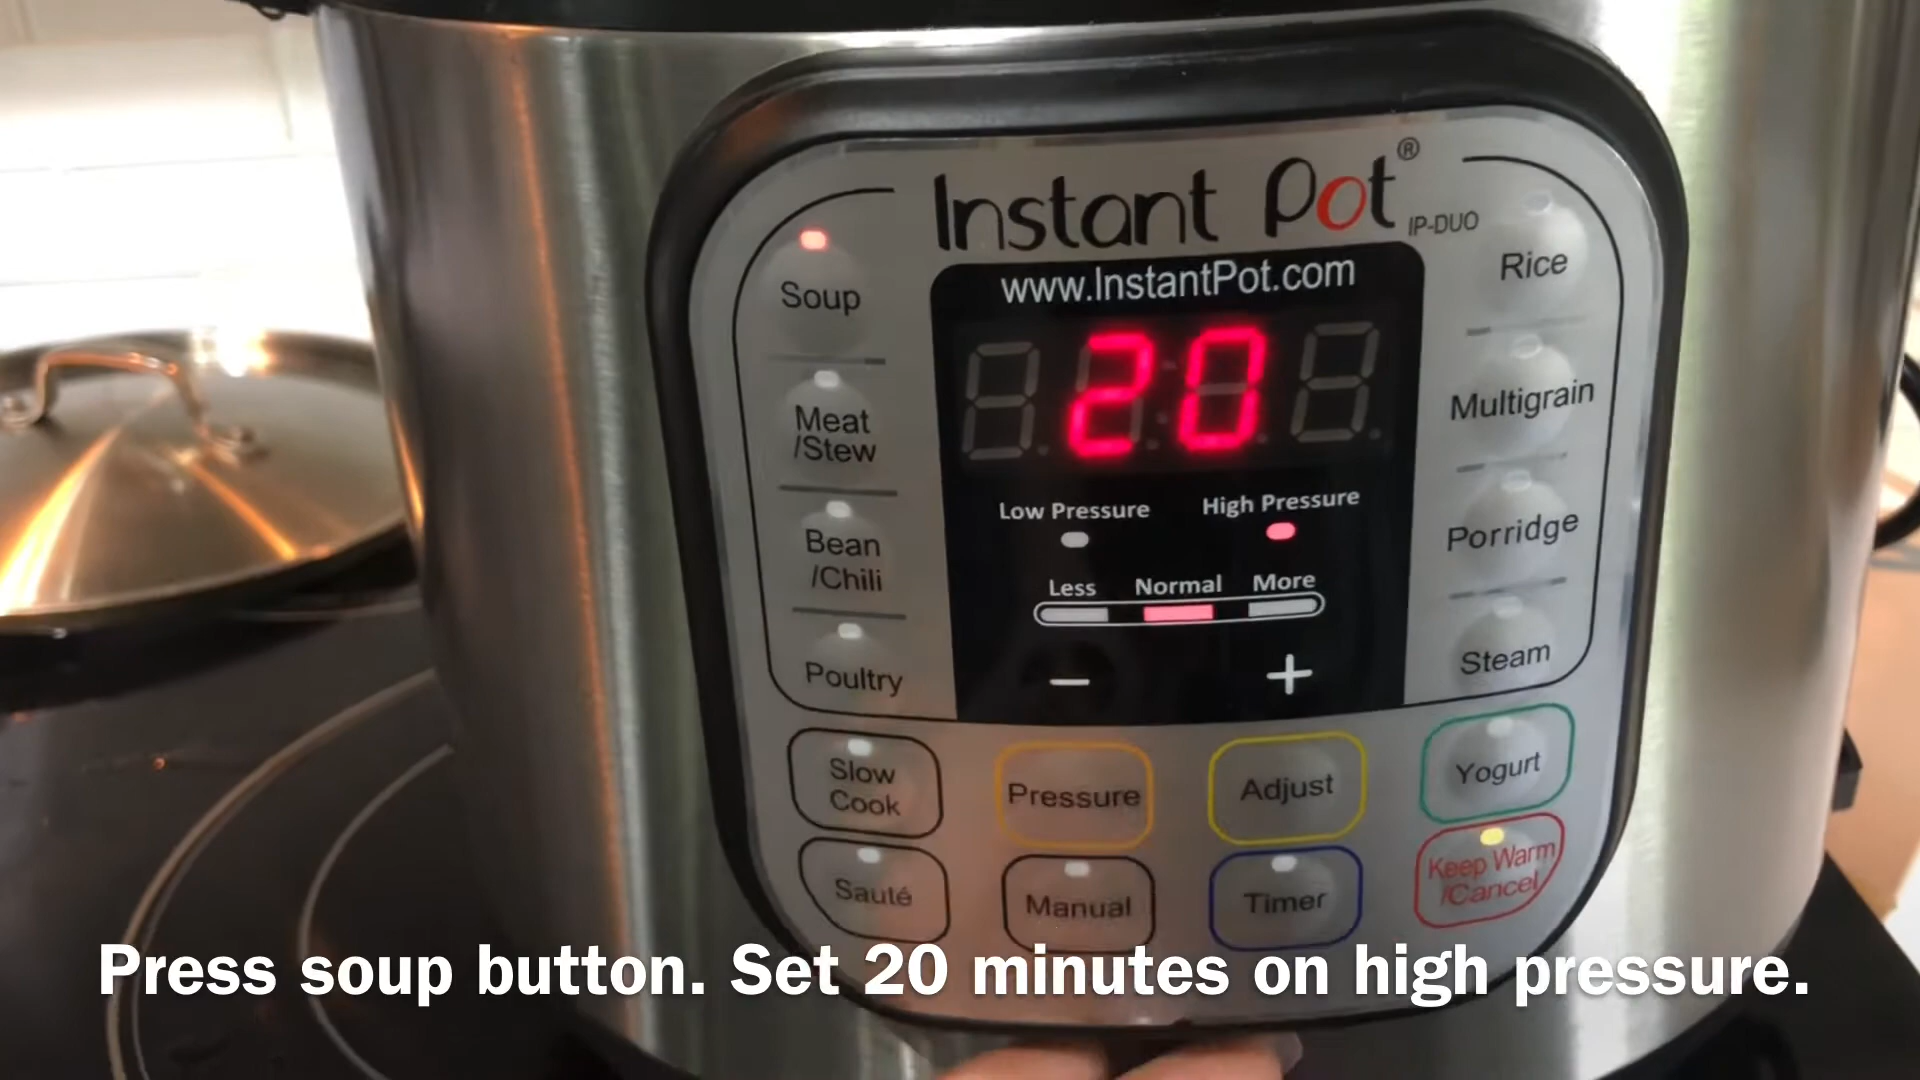 Instant Pot®
IP-DUO
www.InstantPot.com
20
Soup
Meat
/Stew
Bean
/Chili
Poultry
Low Pressure
High Pressure
Less Normal More
− +
Rice
Multigrain
Porridge
Steam
Slow
Cook
Pressure
Adjust
Yogurt
Sauté
Manual
Timer
Keep Warm
/Cancel
Press soup button. Set 20 minutes on high pressure.